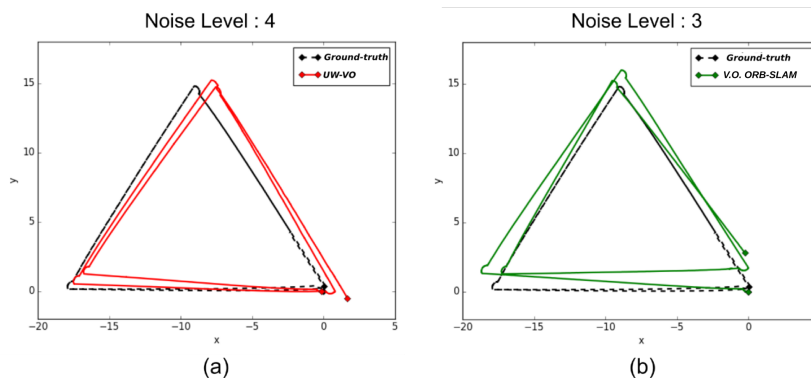 Noise Level : 4
Ground-truth
UW-VO
15
10
5
0
y
−20
−15
−10
−5
0
5
x
(a)
Noise Level : 3
Ground-truth
V.O. ORB-SLAM
15
10
5
0
y
−20
−15
−10
−5
0
x
(b)